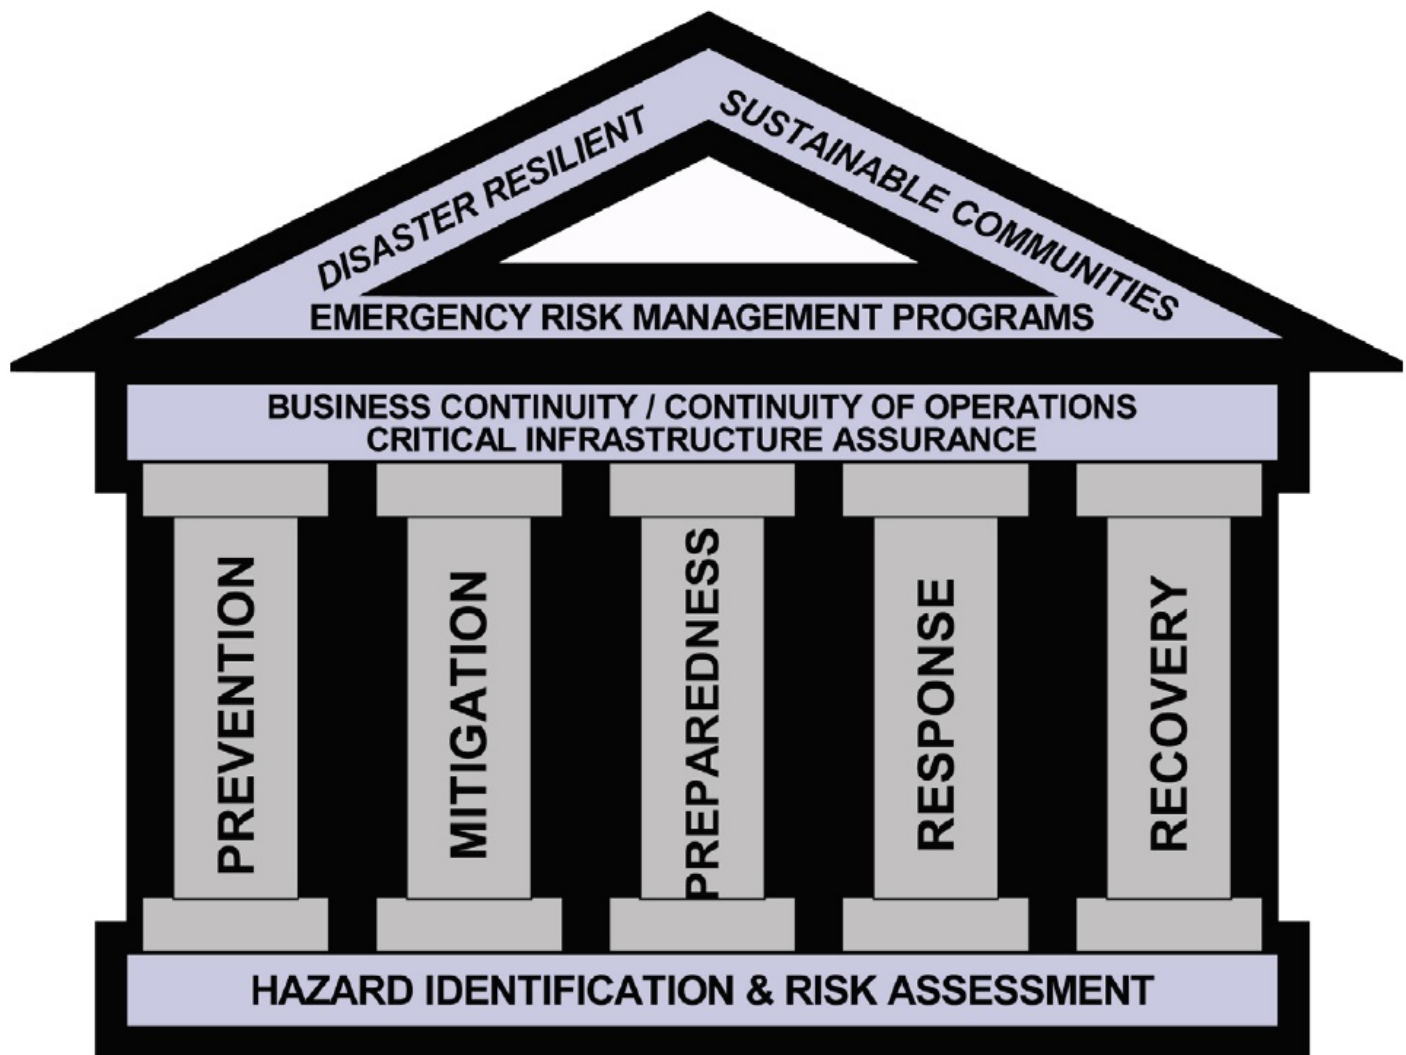 DISASTER RESILIENT
SUSTAINABLE COMMUNITIES
EMERGENCY RISK MANAGEMENT PROGRAMS
BUSINESS CONTINUITY / CONTINUITY OF OPERATIONS
CRITICAL INFRASTRUCTURE ASSURANCE
PREVENTION
MITIGATION
PREPAREDNESS
RESPONSE
RECOVERY
HAZARD IDENTIFICATION & RISK ASSESSMENT